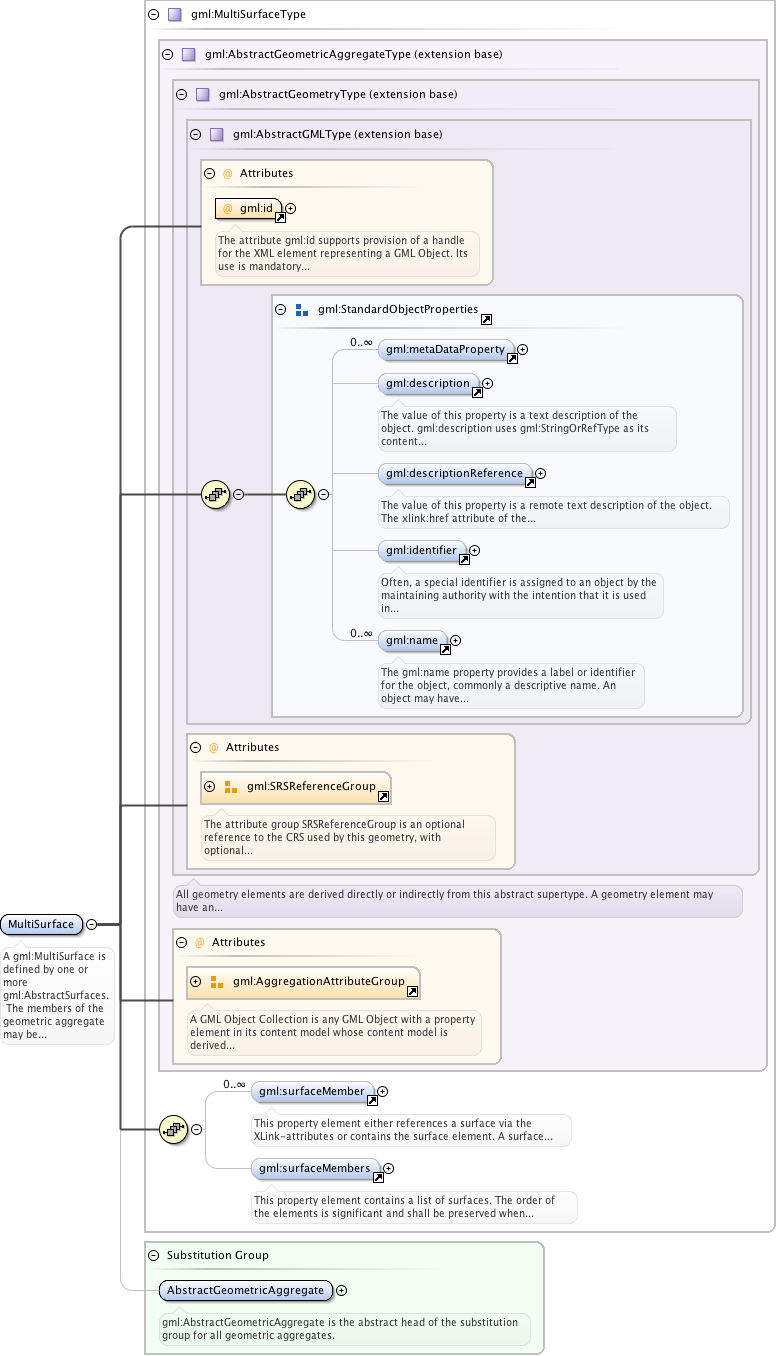 gml:MultiSurfaceType
gml:AbstractGeometricAggregateType (extension base)
gml:AbstractGeometryType (extension base)
gml:AbstractGMLType (extension base)
@ Attributes
@ gml:id
The attribute gml:id supports provision of a handle
for the XML element representing a GML Object. Its
use is mandatory...
gml:StandardObjectProperties
0..∞
gml:metaDataProperty
gml:description
The value of this property is a text description of the
object. gml:description uses gml:StringOrRefType as its
content...
gml:descriptionReference
The value of this property is a remote text description of the object.
The xlink:href attribute of the...
gml:identifier
Often, a special identifier is assigned to an object by the
maintaining authority with the intention that it is used
in...
0..∞
gml:name
The gml:name property provides a label or identifier
for the object, commonly a descriptive name. An
object may have...
@ Attributes
gml:SRSReferenceGroup
The attribute group SRSReferenceGroup is an optional
reference to the CRS used by this geometry, with
optional...
All geometry elements are derived directly or indirectly from this abstract supertype. A geometry element may
have an...
MultiSurface
A gml:MultiSurface is
defined by one or
more
gml:AbstractSurfaces.
The members of the
geometric aggregate
may be...
@ Attributes
gml:AggregationAttributeGroup
A GML Object Collection is any GML Object with a property
element in its content model whose content model is
derived...
0..∞
gml:surfaceMember
This property element either references a surface via the
XLink-attributes or contains the surface element. A surface...
gml:surfaceMembers
This property element contains a list of surfaces. The order of
the elements is significant and shall be preserved when...
Substitution Group
AbstractGeometricAggregate
gml:AbstractGeometricAggregate is the abstract head of the substitution
group for all geometric aggregates.